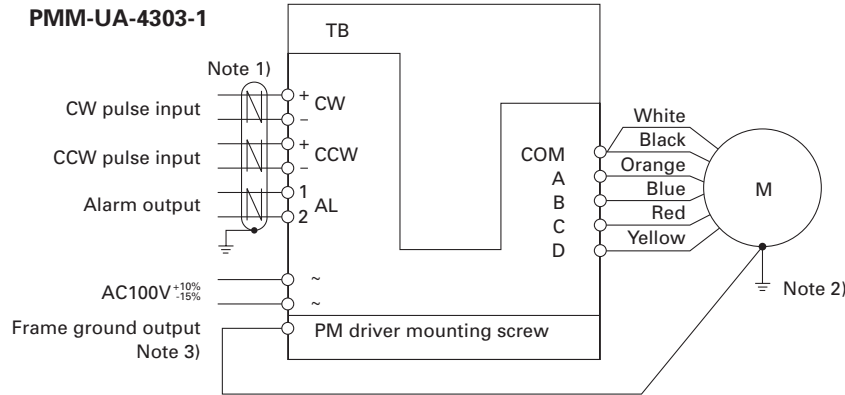 PMM-UA-4303-1
TB
Note 1)
CW pulse input
+
CW
−
CCW pulse input
+
CCW
−
Alarm output
1
AL
2
AC100V +10% -15%
~
~
Frame ground output
Note 3)
PM driver mounting screw
COM
A
B
C
D
White
Black
Orange
Blue
Red
Yellow
M
Note 2)